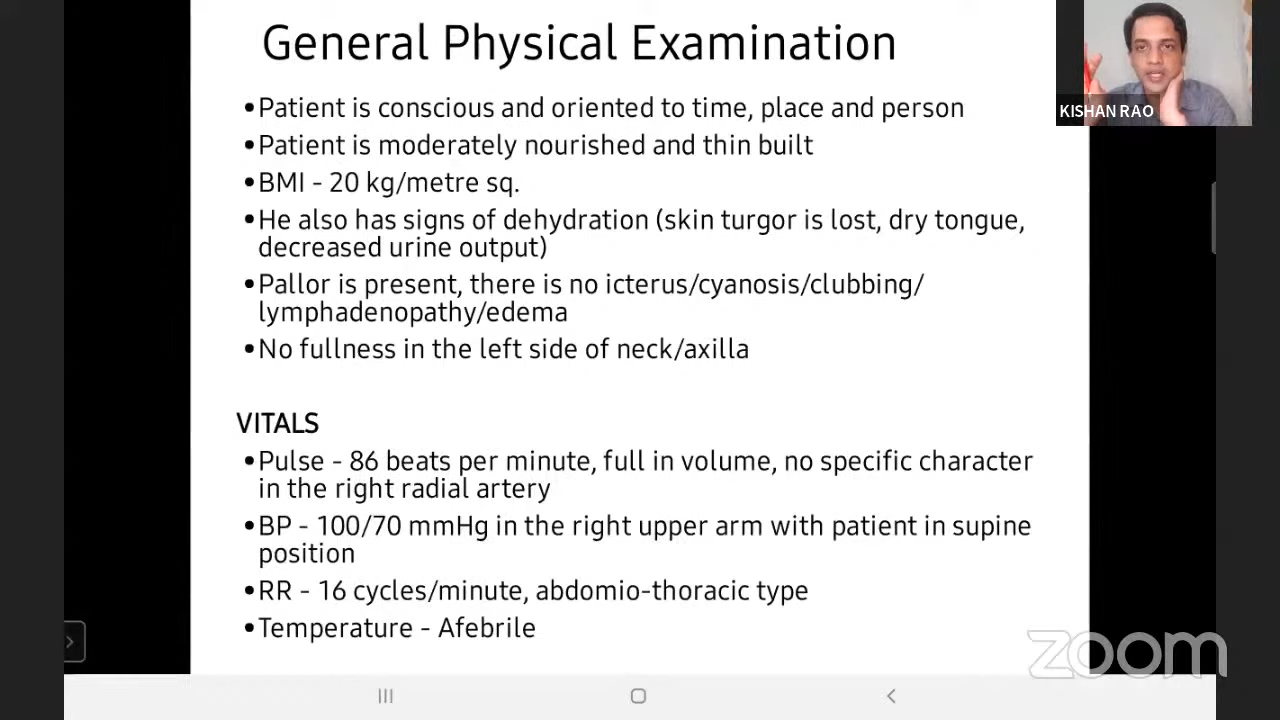 General Physical Examination
•Patient is conscious and oriented to time, place and person
•Patient is moderately nourished and thin built
•BMI - 20 kg/metre sq.
•He also has signs of dehydration (skin turgor is lost, dry tongue,
decreased urine output)
•Pallor is present, there is no icterus/cyanosis/clubbing/
lymphadenopathy/edema
•No fullness in the left side of neck/axilla
VITALS
•Pulse - 86 beats per minute, full in volume, no specific character
in the right radial artery
•BP - 100/70 mmHg in the right upper arm with patient in supine
position
•RR - 16 cycles/minute, abdomio-thoracic type
•Temperature - Afebrile
KISHAN RAO
zoom